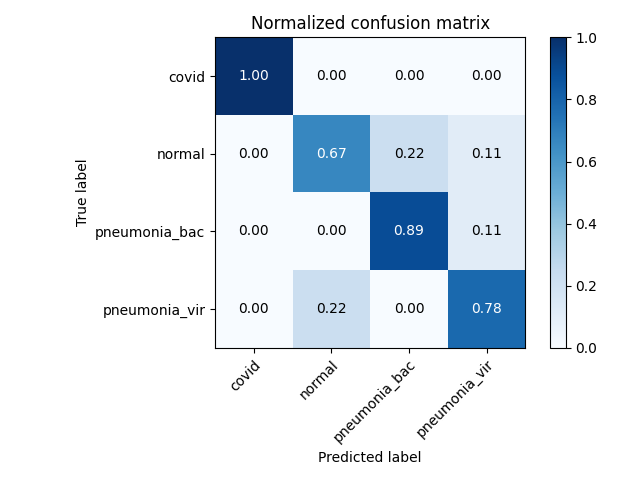 Normalized confusion matrix
True label
covid 1.00 0.00 0.00 0.00
normal 0.00 0.67 0.22 0.11
pneumonia_bac 0.00 0.00 0.89 0.11
pneumonia_vir 0.00 0.22 0.00 0.78
covid normal pneumonia_bac pneumonia_vir
Predicted label
1.0
0.8
0.6
0.4
0.2
0.0